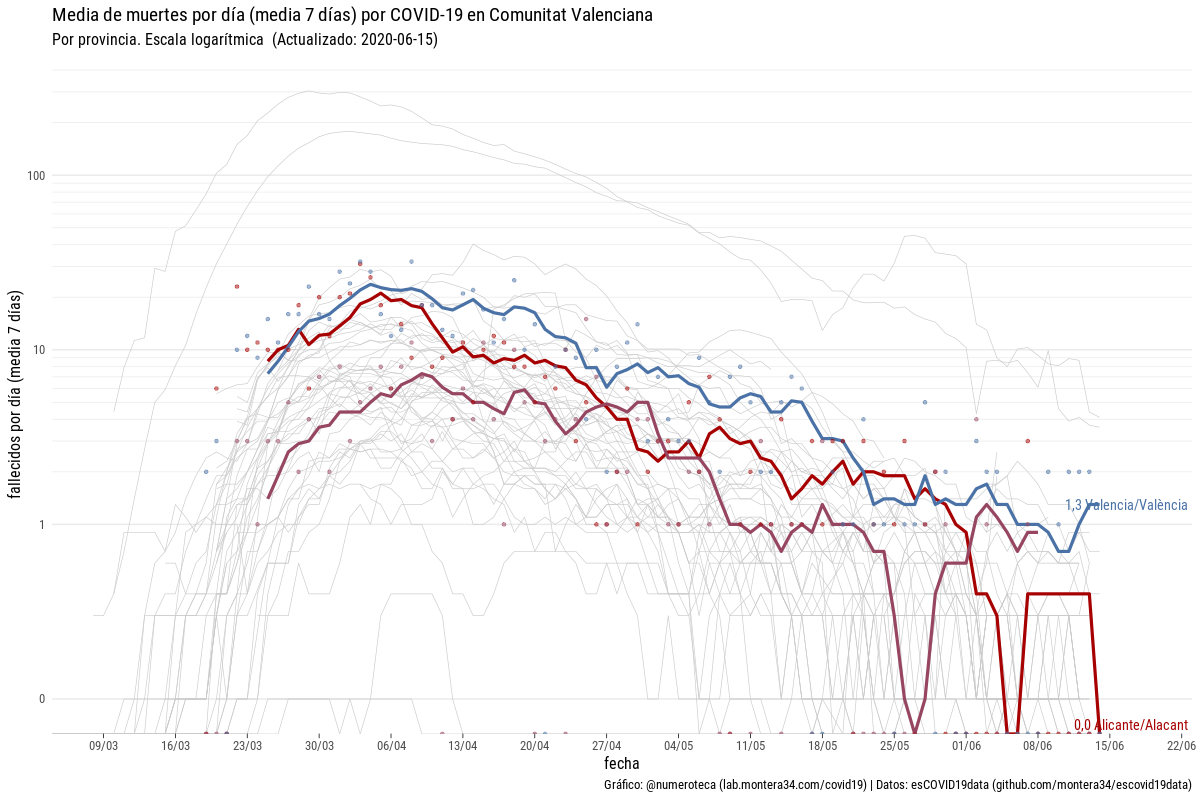 Media de muertes por día (media 7 días) por COVID-19 en Comunitat Valenciana
Por provincia. Escala logarítmica  (Actualizado: 2020-06-15)
fallecidos por día (media 7 días)
100
10
1
0
1,3 Valencia/València
0,0 Alicante/Alacant
09/03 16/03 23/03 30/03 06/04 13/04 20/04 27/04 04/05 11/05 18/05 25/05 01/06 08/06 15/06 22/06
fecha
Gráfico: @numeroteca (lab.montera34.com/covid19) | Datos: esCOVID19data (github.com/montera34/escovid19data)